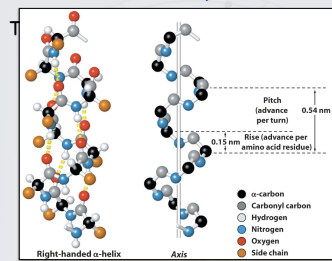 T
Pitch
(advance
per turn)
0.54 nm
0.15 nm
Rise (advance per
amino acid residue)
α-carbon
Carbonyl carbon
Hydrogen
Nitrogen
Oxygen
Side chain
Right-handed α-helix
Axis